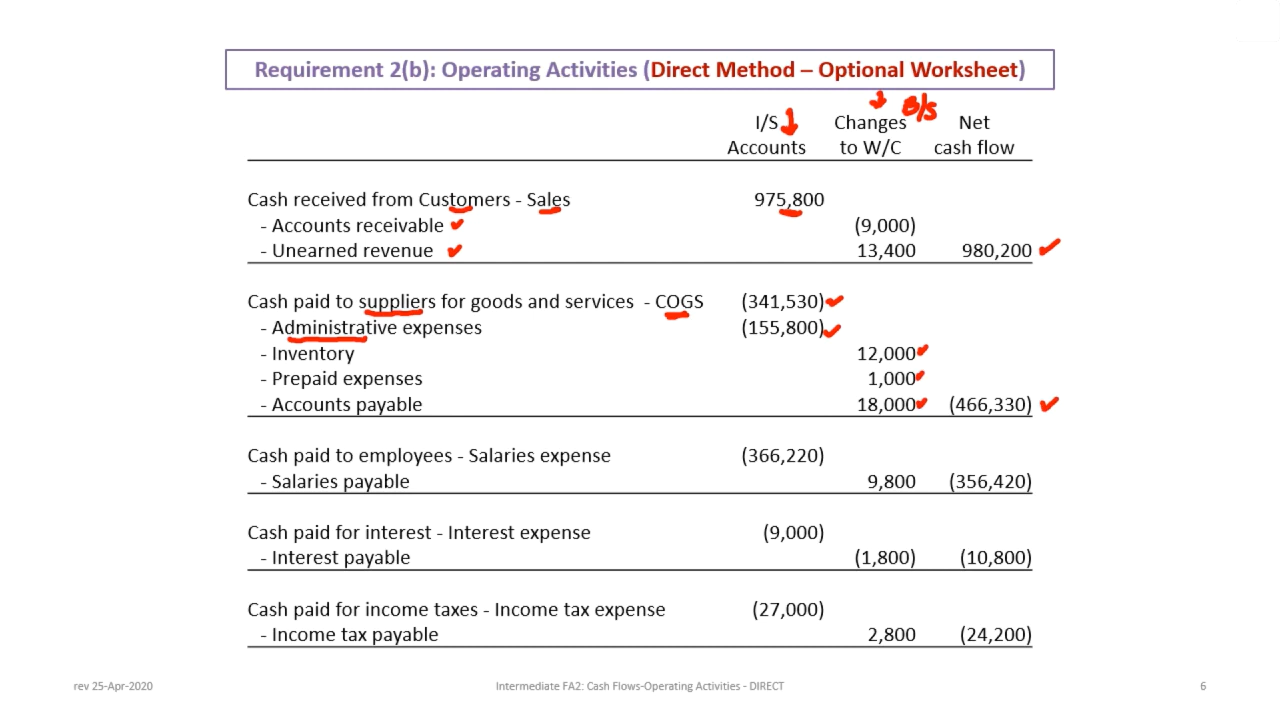 Requirement 2(b): Operating Activities (Direct Method – Optional Worksheet)
B/S
I/S Changes Net
Accounts to W/C cash flow
Cash received from Customers - Sales 975,800
- Accounts receivable (9,000)
- Unearned revenue 13,400 980,200
Cash paid to suppliers for goods and services - COGS (341,530)
- Administrative expenses (155,800)
- Inventory 12,000
- Prepaid expenses 1,000
- Accounts payable 18,000 (466,330)
Cash paid to employees - Salaries expense (366,220)
- Salaries payable 9,800 (356,420)
Cash paid for interest - Interest expense (9,000)
- Interest payable (1,800) (10,800)
Cash paid for income taxes - Income tax expense (27,000)
- Income tax payable 2,800 (24,200)
rev 25-Apr-2020 Intermediate FA2: Cash Flows-Operating Activities - DIRECT 6